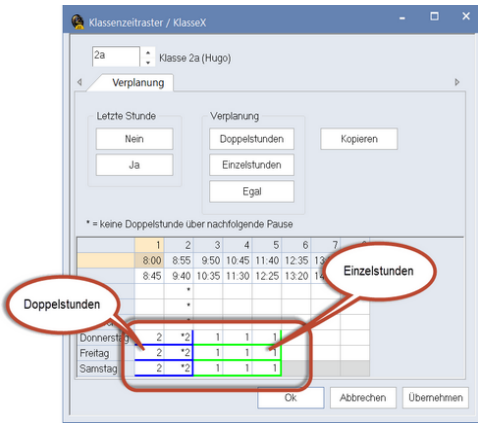 Klassenzeitraster / KlasseX
2a Klasse 2a (Hugo)
Verplanung
Letzte Stunde Verplanung
Nein Doppelstunden Kopieren
Ja Einzelstunden
Egal
* = keine Doppelstunde über nachfolgende Pause
1 2 3 4 5 6 7
8:00 8:55 9:50 10:45 11:40 12:35
8:45 9:40 10:35 11:30 12:25 13:20
Einzelstunden
*
*
Doppelstunden
Donnerstag 2 *2 1 1 1
Freitag 2 *2 1 1 1
Samstag 2 *2 1 1 1
Ok Abbrechen Übernehmen